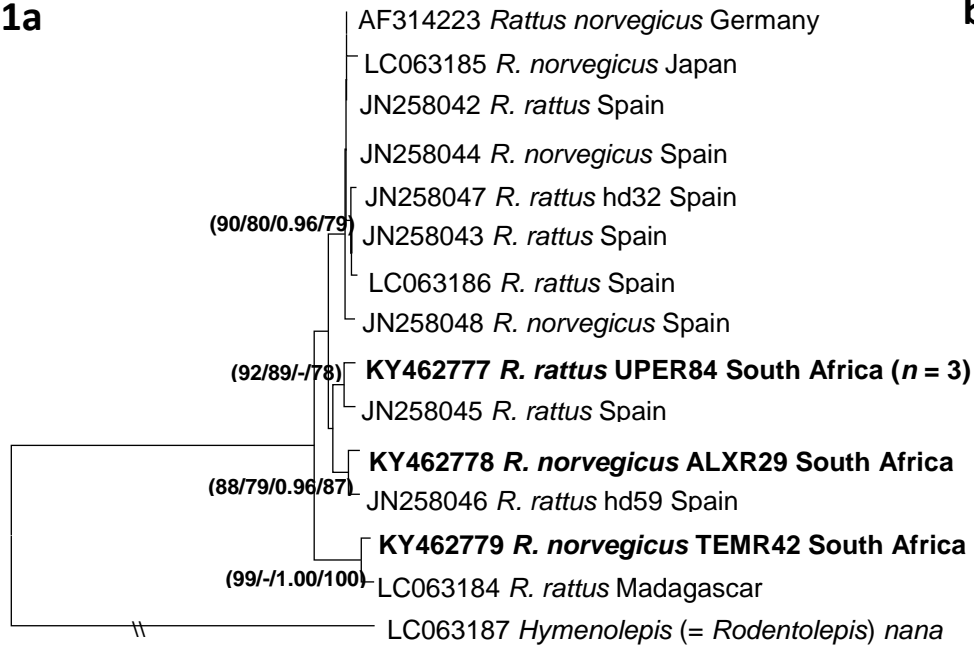 1a
b
AF314223 Rattus norvegicus Germany
LC063185 R. norvegicus Japan
JN258042 R. rattus Spain
JN258044 R. norvegicus Spain
JN258047 R. rattus hd32 Spain
(90/80/0.96/79)
JN258043 R. rattus Spain
LC063186 R. rattus Spain
JN258048 R. norvegicus Spain
(92/89/-/78)
KY462777 R. rattus UPER84 South Africa (n = 3)
JN258045 R. rattus Spain
KY462778 R. norvegicus ALXR29 South Africa
(88/79/0.96/87)
JN258046 R. rattus hd59 Spain
KY462779 R. norvegicus TEMR42 South Africa
(99/-/1.00/100)
LC063184 R. rattus Madagascar
LC063187 Hymenolepis (= Rodentolepis) nana